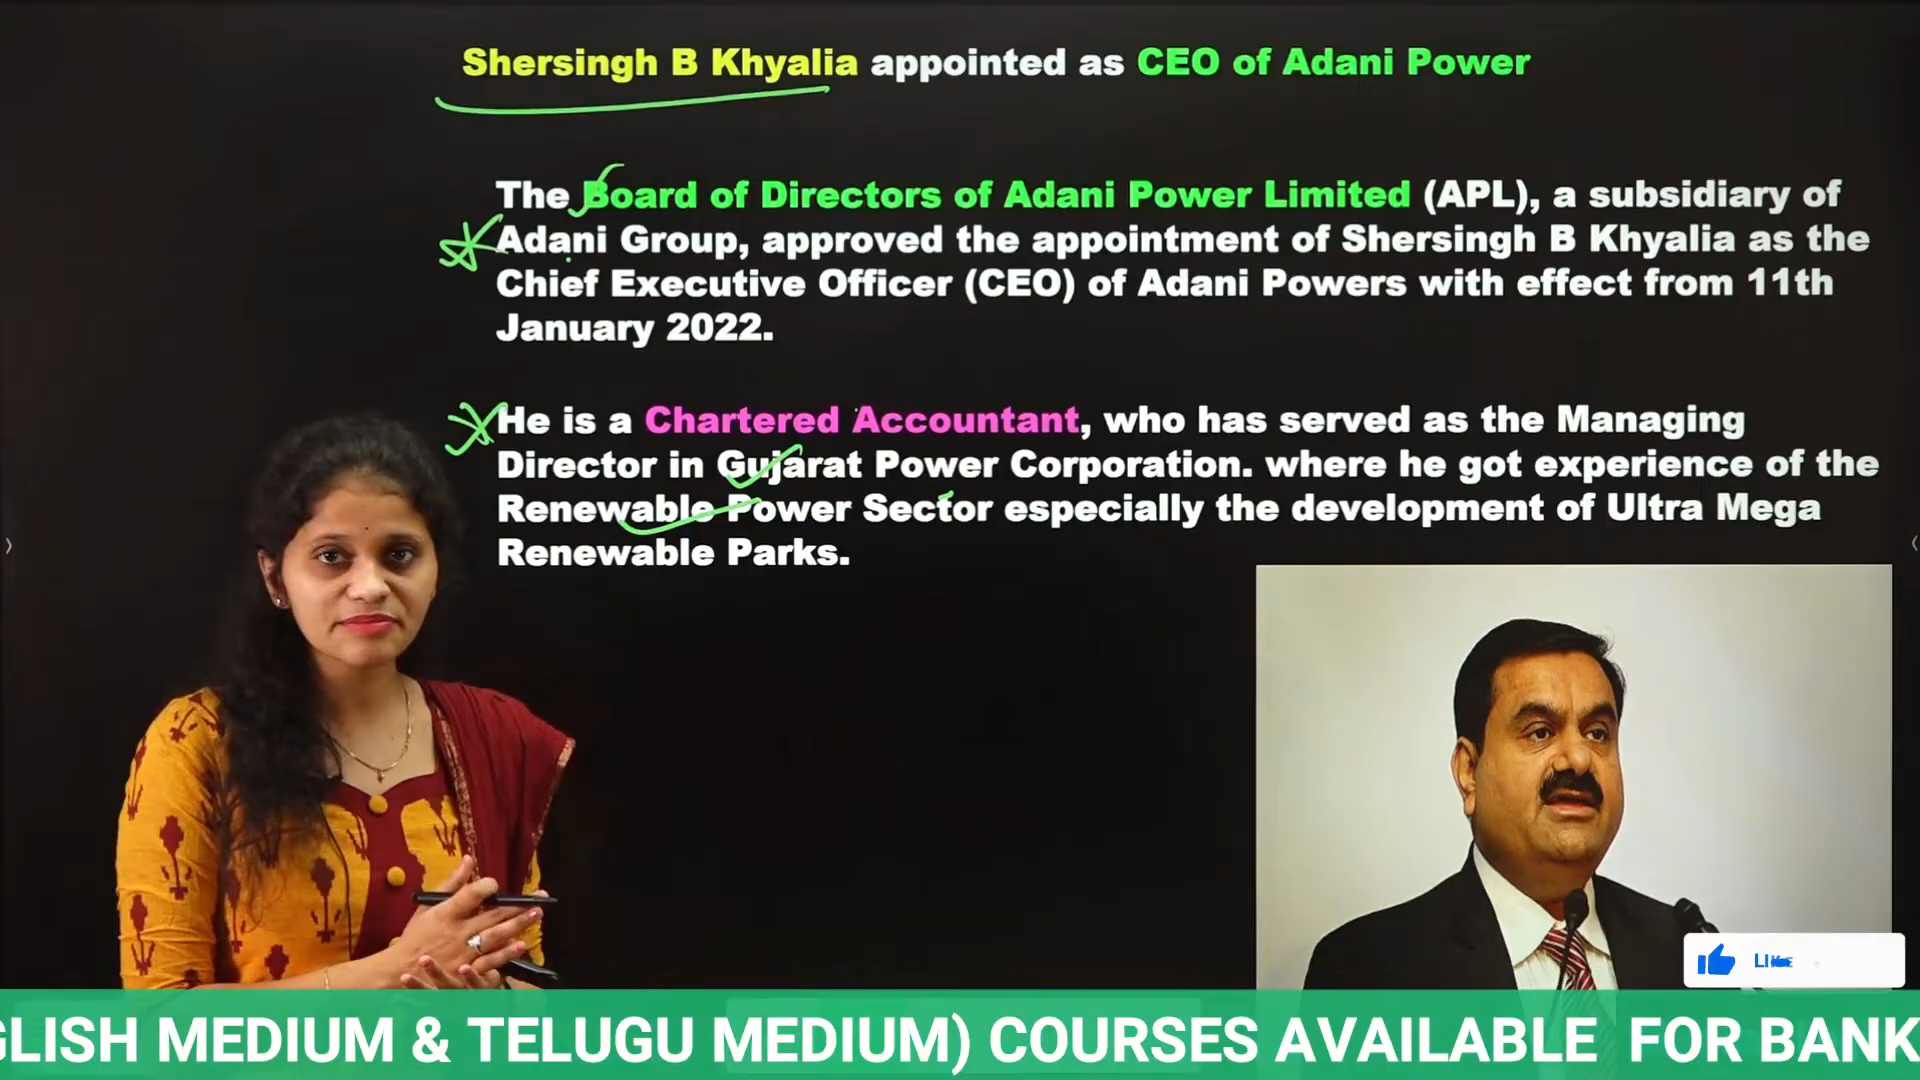 Shersingh B Khyalia appointed as CEO of Adani Power
The Board of Directors of Adani Power Limited (APL), a subsidiary of
Adani Group, approved the appointment of Shersingh B Khyalia as the
Chief Executive Officer (CEO) of Adani Powers with effect from 11th
January 2022.
He is a Chartered Accountant, who has served as the Managing
Director in Gujarat Power Corporation. where he got experience of the
Renewable Power Sector especially the development of Ultra Mega
Renewable Parks.
LIKE
GLISH MEDIUM & TELUGU MEDIUM) COURSES AVAILABLE FOR BANK